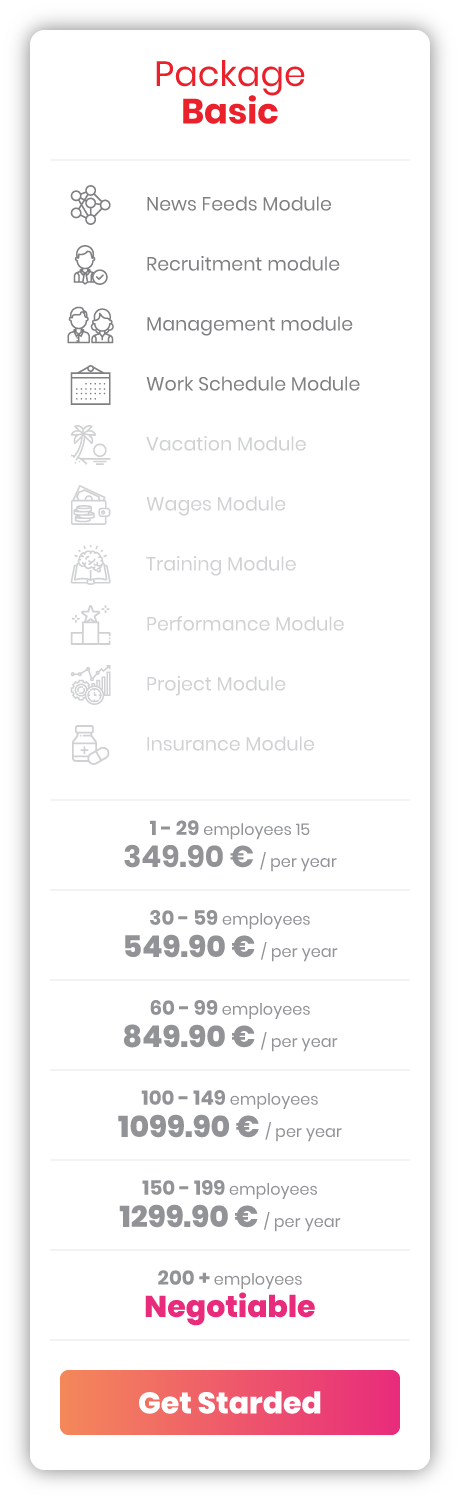 Package
Basic
News Feeds Module
Recruitment module
Management module
Work Schedule Module
Vacation Module
Wages Module
Training Module
Performance Module
Project Module
Insurance Module
1 - 29 employees 15
349.90 € / per year
30 - 59 employees
549.90 € / per year
60 - 99 employees
849.90 € / per year
100 - 149 employees
1099.90 € / per year
150 - 199 employees
1299.90 € / per year
200 + employees
Negotiable
Get Starded